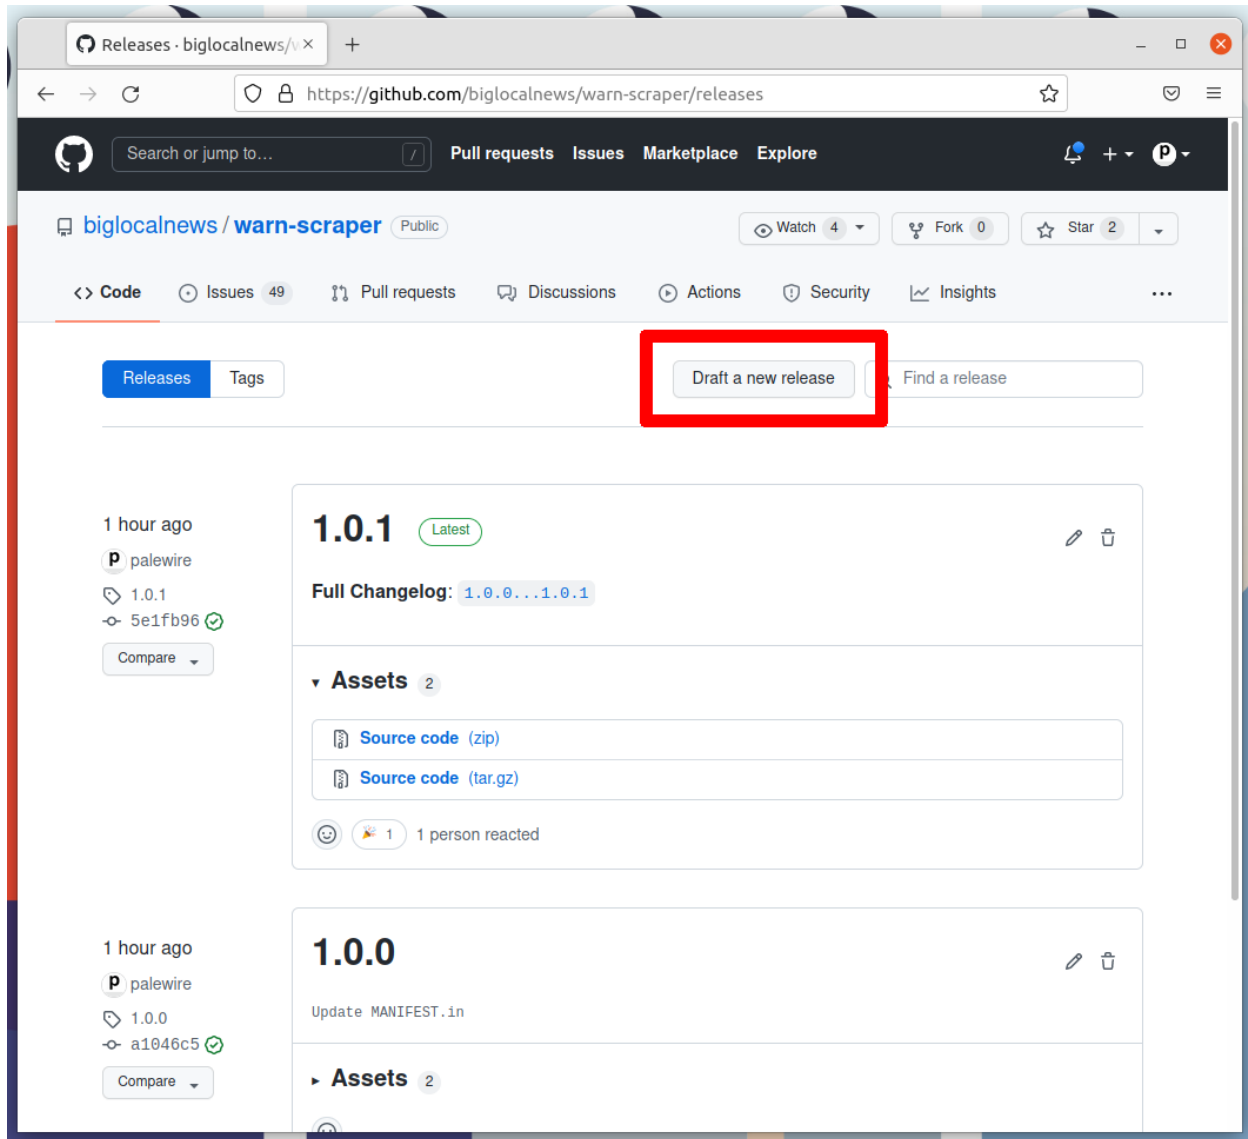 Releases · biglocalnews/w
https://github.com/biglocalnews/warn-scraper/releases
Search or jump to... / Pull requests Issues Marketplace Explore
biglocalnews / warn-scraper Public Watch 4 Fork 0 Star 2
Code Issues 49 Pull requests Discussions Actions Security Insights
Releases Tags Draft a new release Find a release
1 hour ago
palewire
1.0.1
5e1fb96
Compare
1.0.1 Latest
Full Changelog: 1.0.0...1.0.1
Assets 2
Source code (zip)
Source code (tar.gz)
1 1 person reacted
1 hour ago
palewire
1.0.0
a1046c5
Compare
1.0.0
Update MANIFEST.in
Assets 2